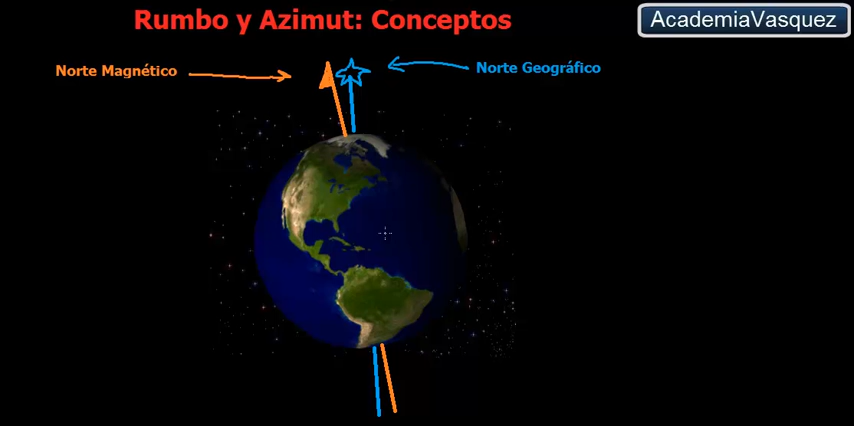 Rumbo y Azimut: Conceptos
AcademiaVasquez
Norte Magnético
Norte Geográfico